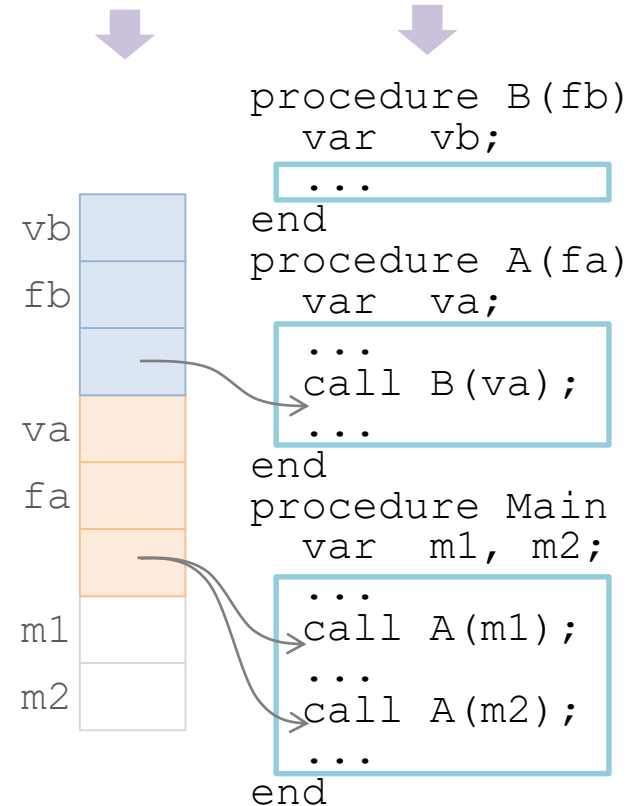 procedure B(fb)
var vb;
...
end
procedure A(fa)
var va;
...
call B(va);
...
end
procedure Main
var m1, m2;
...
call A(m1);
...
call A(m2);
...
end
vb
fb
va
fa
m1
m2